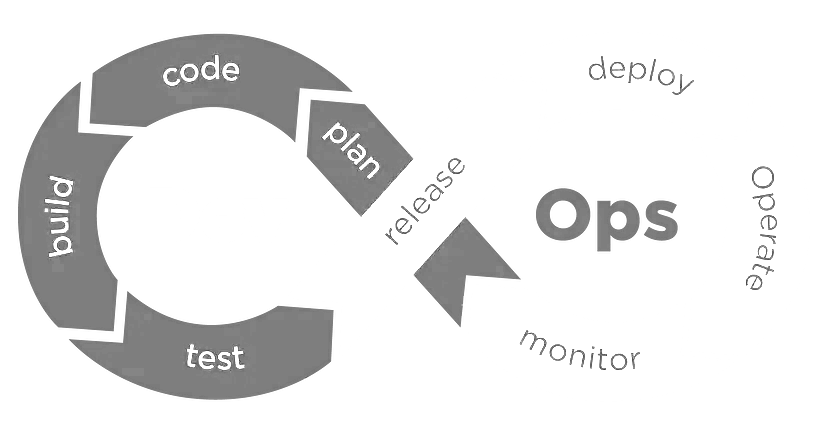 code
plan
build
test
release
deploy
Ops
Operate
monitor